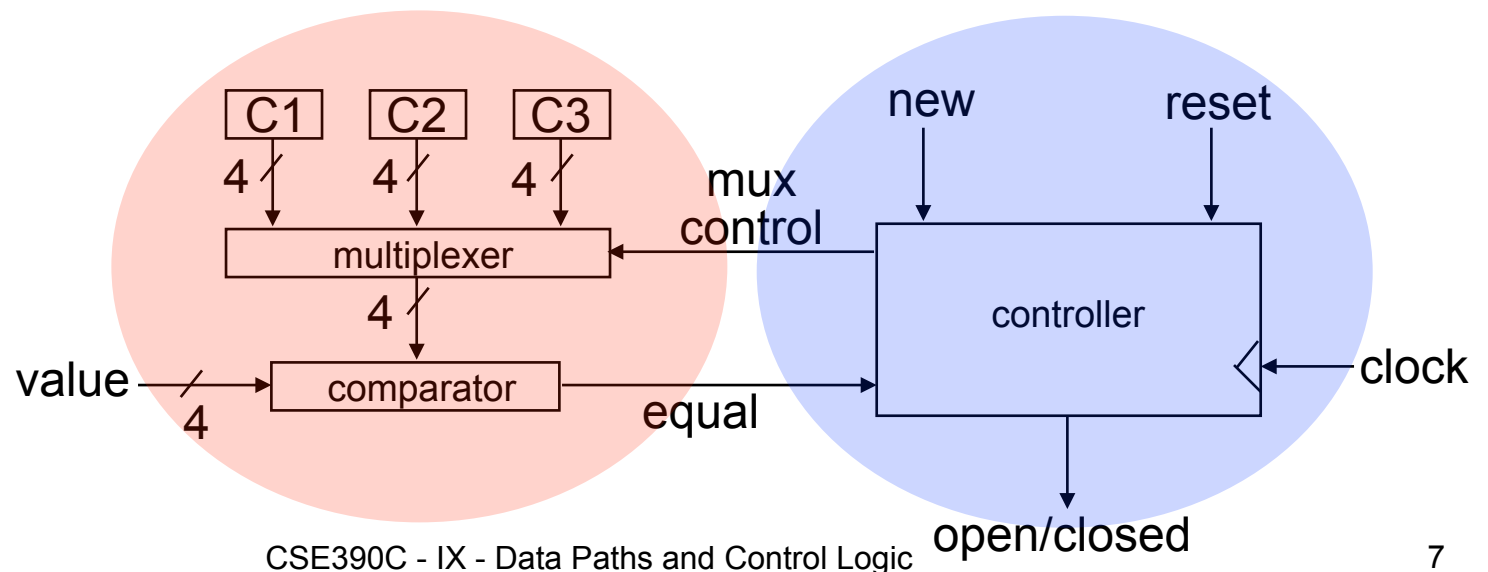 C1 C2 C3 new reset
4 4 4 mux
control
multiplexer
4 controller
value comparator clock
4 equal
open/closed
CSE390C - IX - Data Paths and Control Logic 7